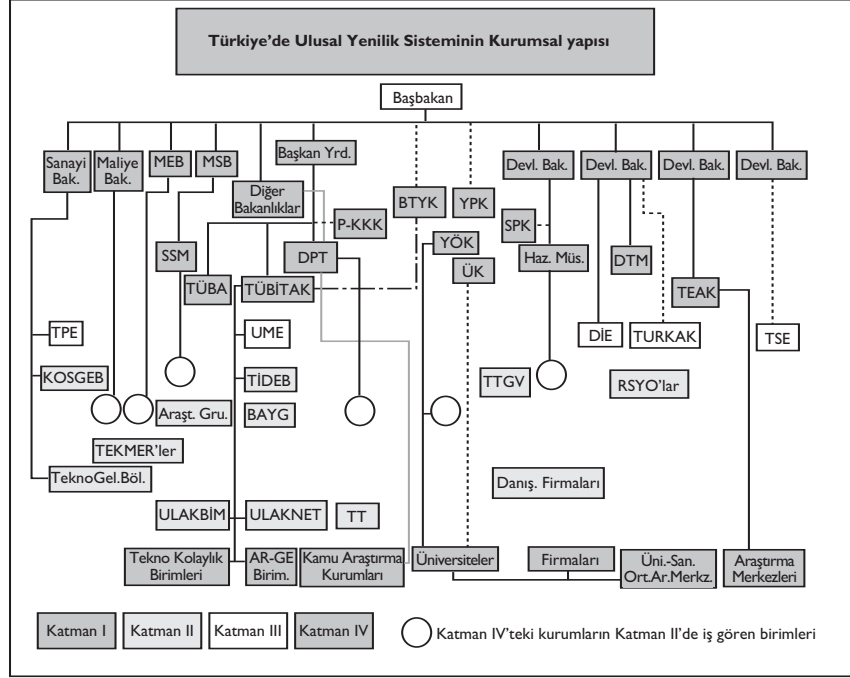 Türkiye'de Ulusal Yenilik Sisteminin Kurumsal yapısı
Başbakan
Sanayi
Bak.
Maliye
Bak.
MEB
MSB
Diğer
Bakanlıklar
Başkan Yrd.
BTYK
YPK
Devl. Bak.
Devl. Bak.
Devl. Bak.
Devl. Bak.
P-KKK
SPK
YÖK
SSM
DPT
Haz. Müs.
DTM
ÜK
TÜBA
TÜBİTAK
TEAK
TPE
UME
DİE
TURKAK
TSE
KOSGEB
TİDEB
TTGV
RSYO'lar
Araşt. Gru.
BAYG
TEKMER'ler
TeknoGel.Böl.
Danış. Firmaları
ULAKBİM
ULAKNET
TT
Tekno Kolaylık
Birimleri
AR-GE
Birim.
Kamu Araştırma
Kurumları
Üniversiteler
Firmaları
Üni.-San.
Ort.Ar.Merkz.
Araştırma
Merkezleri
Katman I
Katman II
Katman III
Katman IV
Katman IV'teki kurumların Katman II'de iş gören birimleri